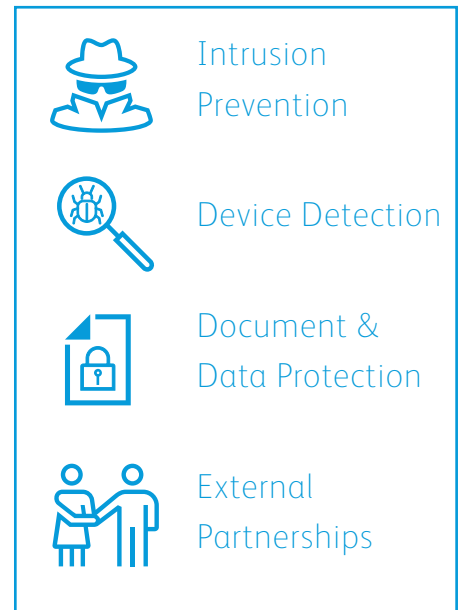 Intrusion
Prevention
Device Detection
Document &
Data Protection
External
Partnerships